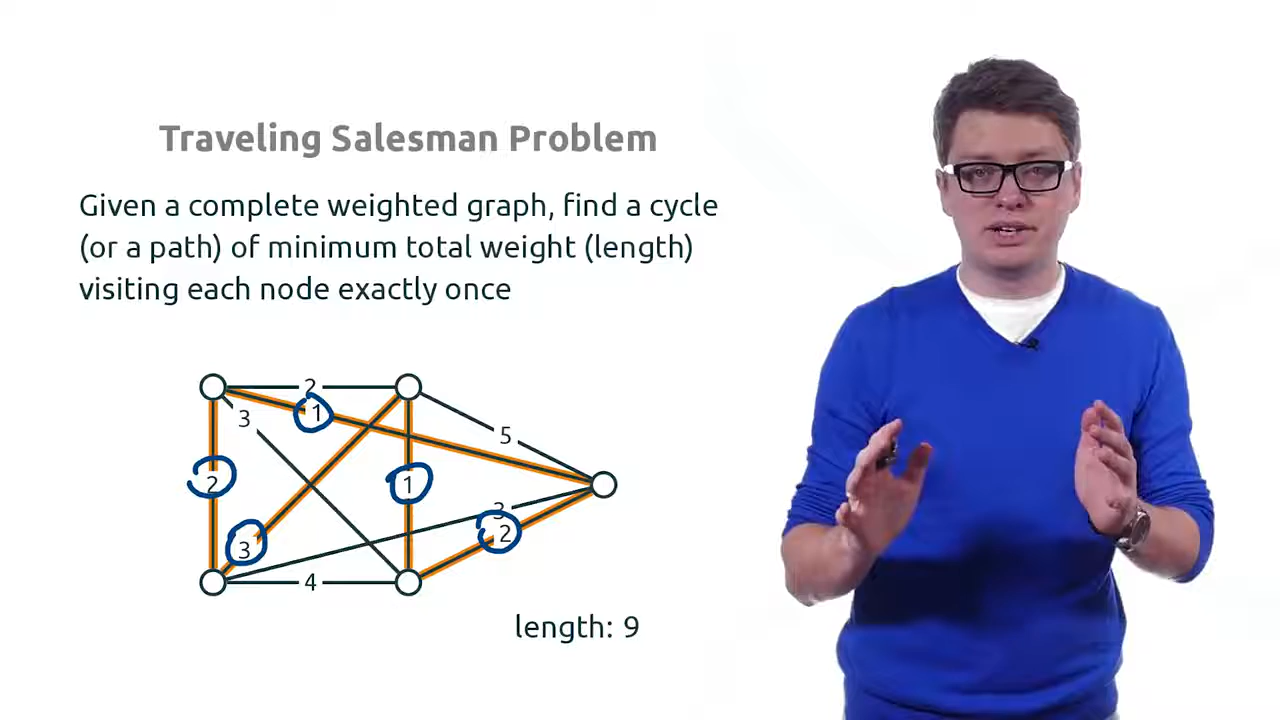 Traveling Salesman Problem
Given a complete weighted graph, find a cycle
(or a path) of minimum total weight (length)
visiting each node exactly once
2
1
3
5
2
1
3
2
3
4
length: 9